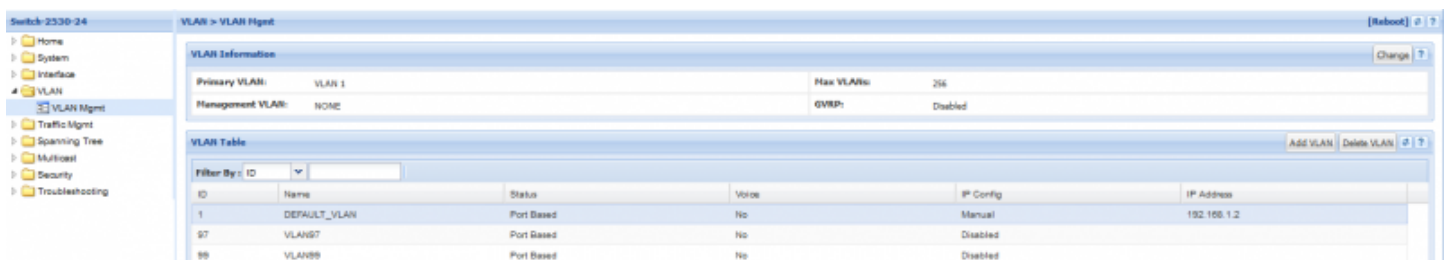 Switch-2530-24
VLAN > VLAN Mgmt
[Reboot] ?
Home
System
Interface
VLAN
VLAN Mgmt
Traffic Mgmt
Spanning Tree
Multicast
Security
Troubleshooting
VLAN Information
Change ?
Primary VLAN: VLAN 1 Max VLANs: 256
Management VLAN: NONE GVRP: Disabled
VLAN Table
Add VLAN Delete VLAN ?
Filter By: ID
ID Name Status Voice IP Config IP Address
1 DEFAULT_VLAN Port Based No Manual 192.168.1.2
97 VLAN97 Port Based No Disabled
Port Based No Disabled